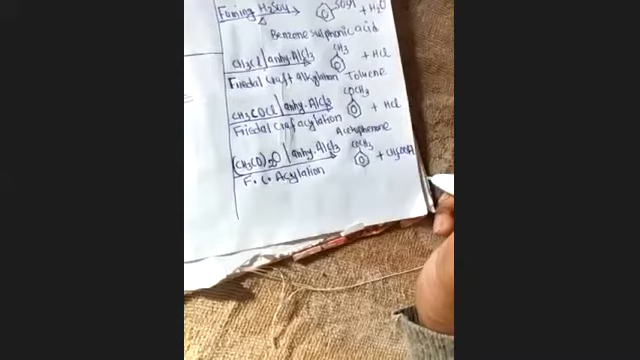 Fuming H2SO4 → SO3H + H2O
Benzene sulphonic acid
CH3Cl | anhy. AlCl3 CH3 + HCl
Friedal Craft alkylation Toluene
CH3COCl | anhy. AlCl3 COCH3 + HCl
Friedal Craft acylation Acetophenone
(CH3CO)2O | anhy. AlCl3 COCH3 + CH3COOH
F. C. Acylation